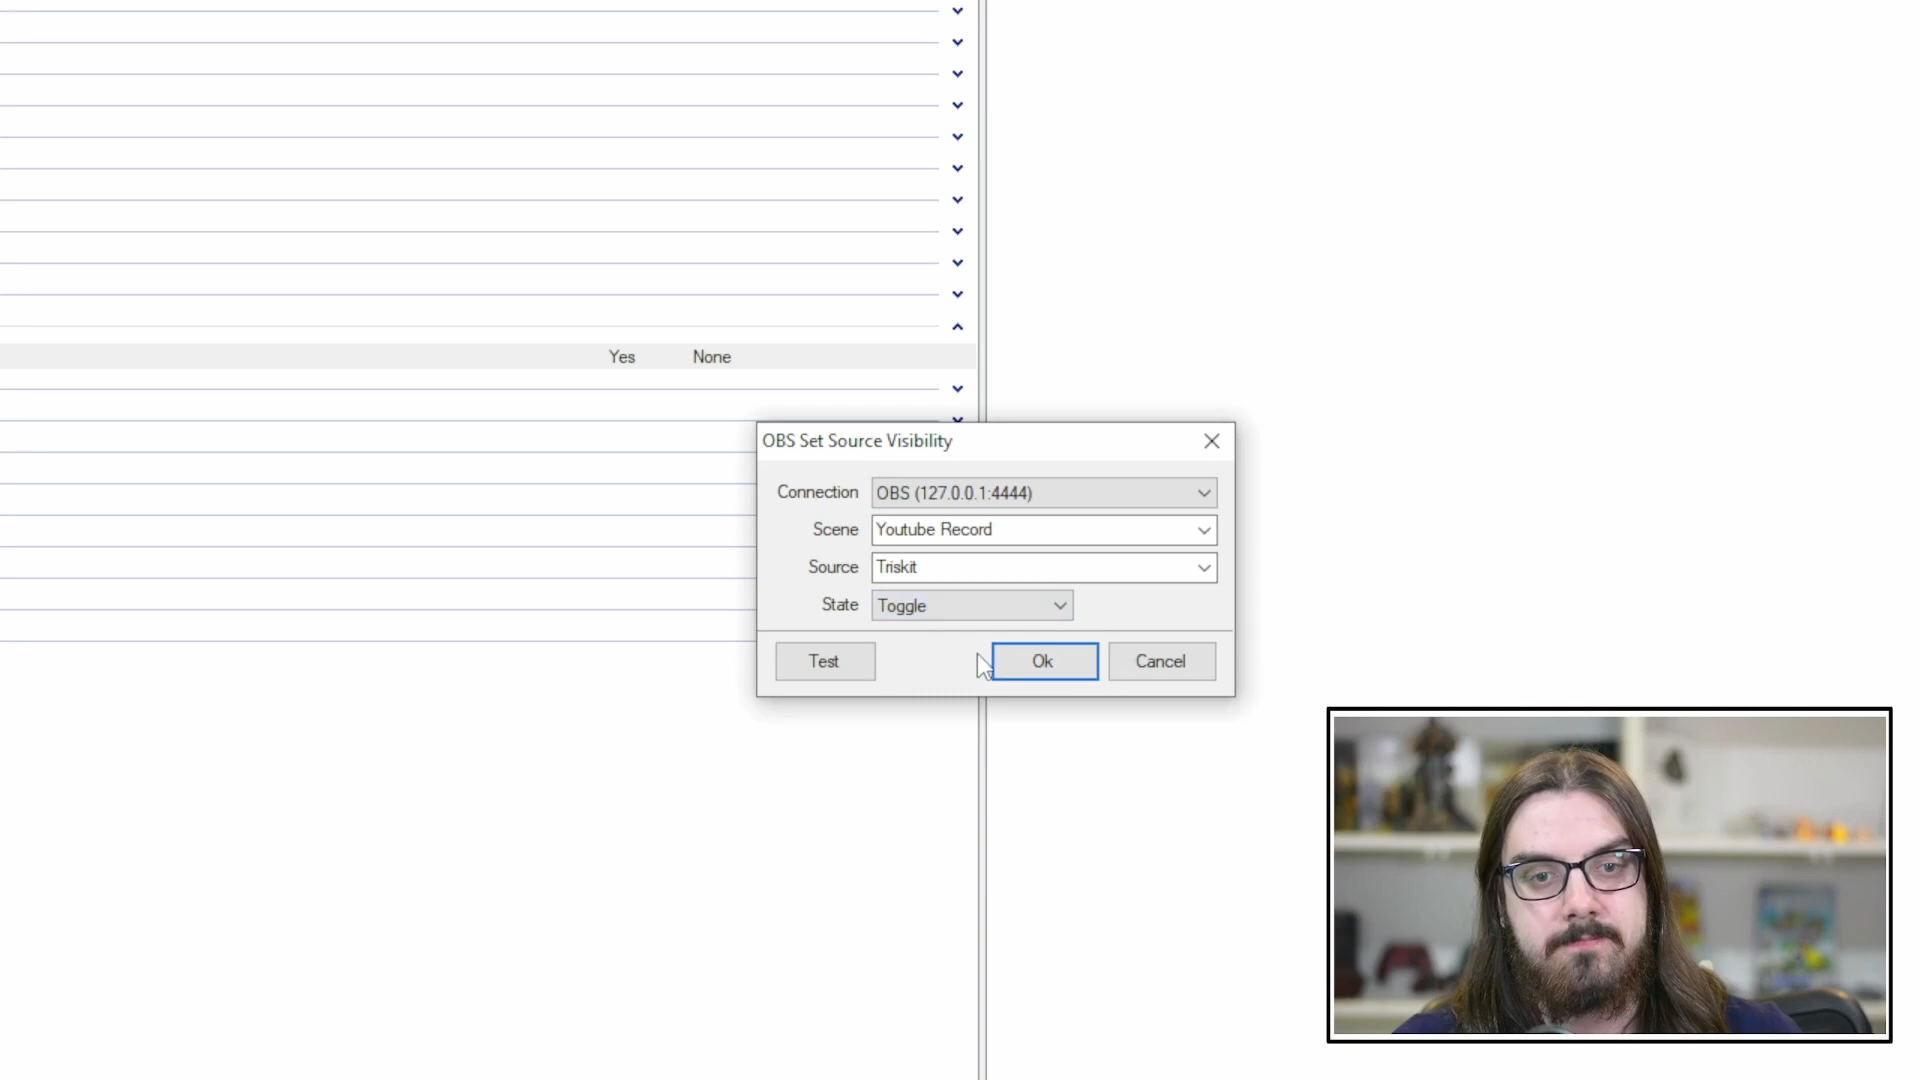 Yes None
OBS Set Source Visibility
Connection OBS (127.0.0.1:4444)
Scene Youtube Record
Source Triskit
State Toggle
Test Ok Cancel